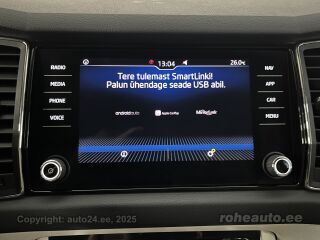 13:04
26.0°C
RADIO
MEDIA
PHONE
VOICE
NAV
APP
CAR
MENU
Tere tulemast SmartLinki!
Palun ühendage seade USB abil.
androidauto
Apple CarPlay
MirrorLink
Copyright: auto24.ee, 2025
roheauto.ee